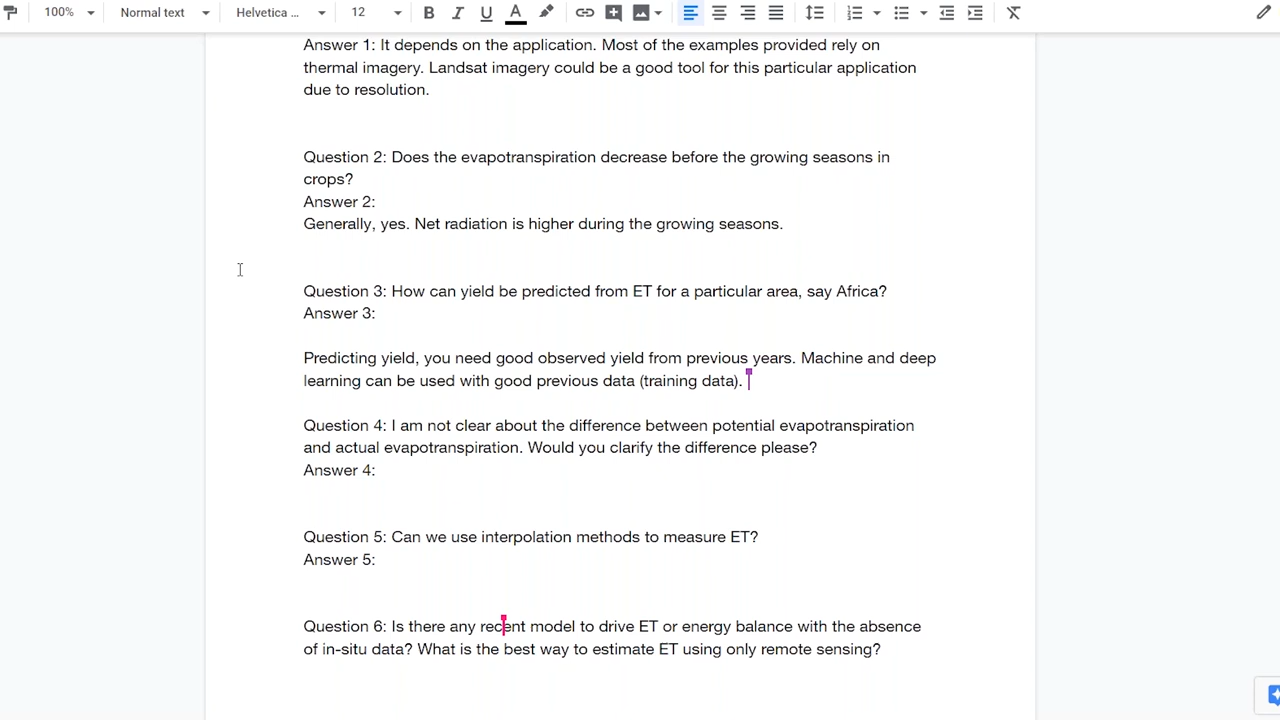 100% Normal text Helvetica ... 12 B I U A
Answer 1: It depends on the application. Most of the examples provided rely on
thermal imagery. Landsat imagery could be a good tool for this particular application
due to resolution.
Question 2: Does the evapotranspiration decrease before the growing seasons in
crops?
Answer 2:
Generally, yes. Net radiation is higher during the growing seasons.
Question 3: How can yield be predicted from ET for a particular area, say Africa?
Answer 3:
Predicting yield, you need good observed yield from previous years. Machine and deep
learning can be used with good previous data (training data).
Question 4: I am not clear about the difference between potential evapotranspiration
and actual evapotranspiration. Would you clarify the difference please?
Answer 4:
Question 5: Can we use interpolation methods to measure ET?
Answer 5:
Question 6: Is there any recent model to drive ET or energy balance with the absence
of in-situ data? What is the best way to estimate ET using only remote sensing?